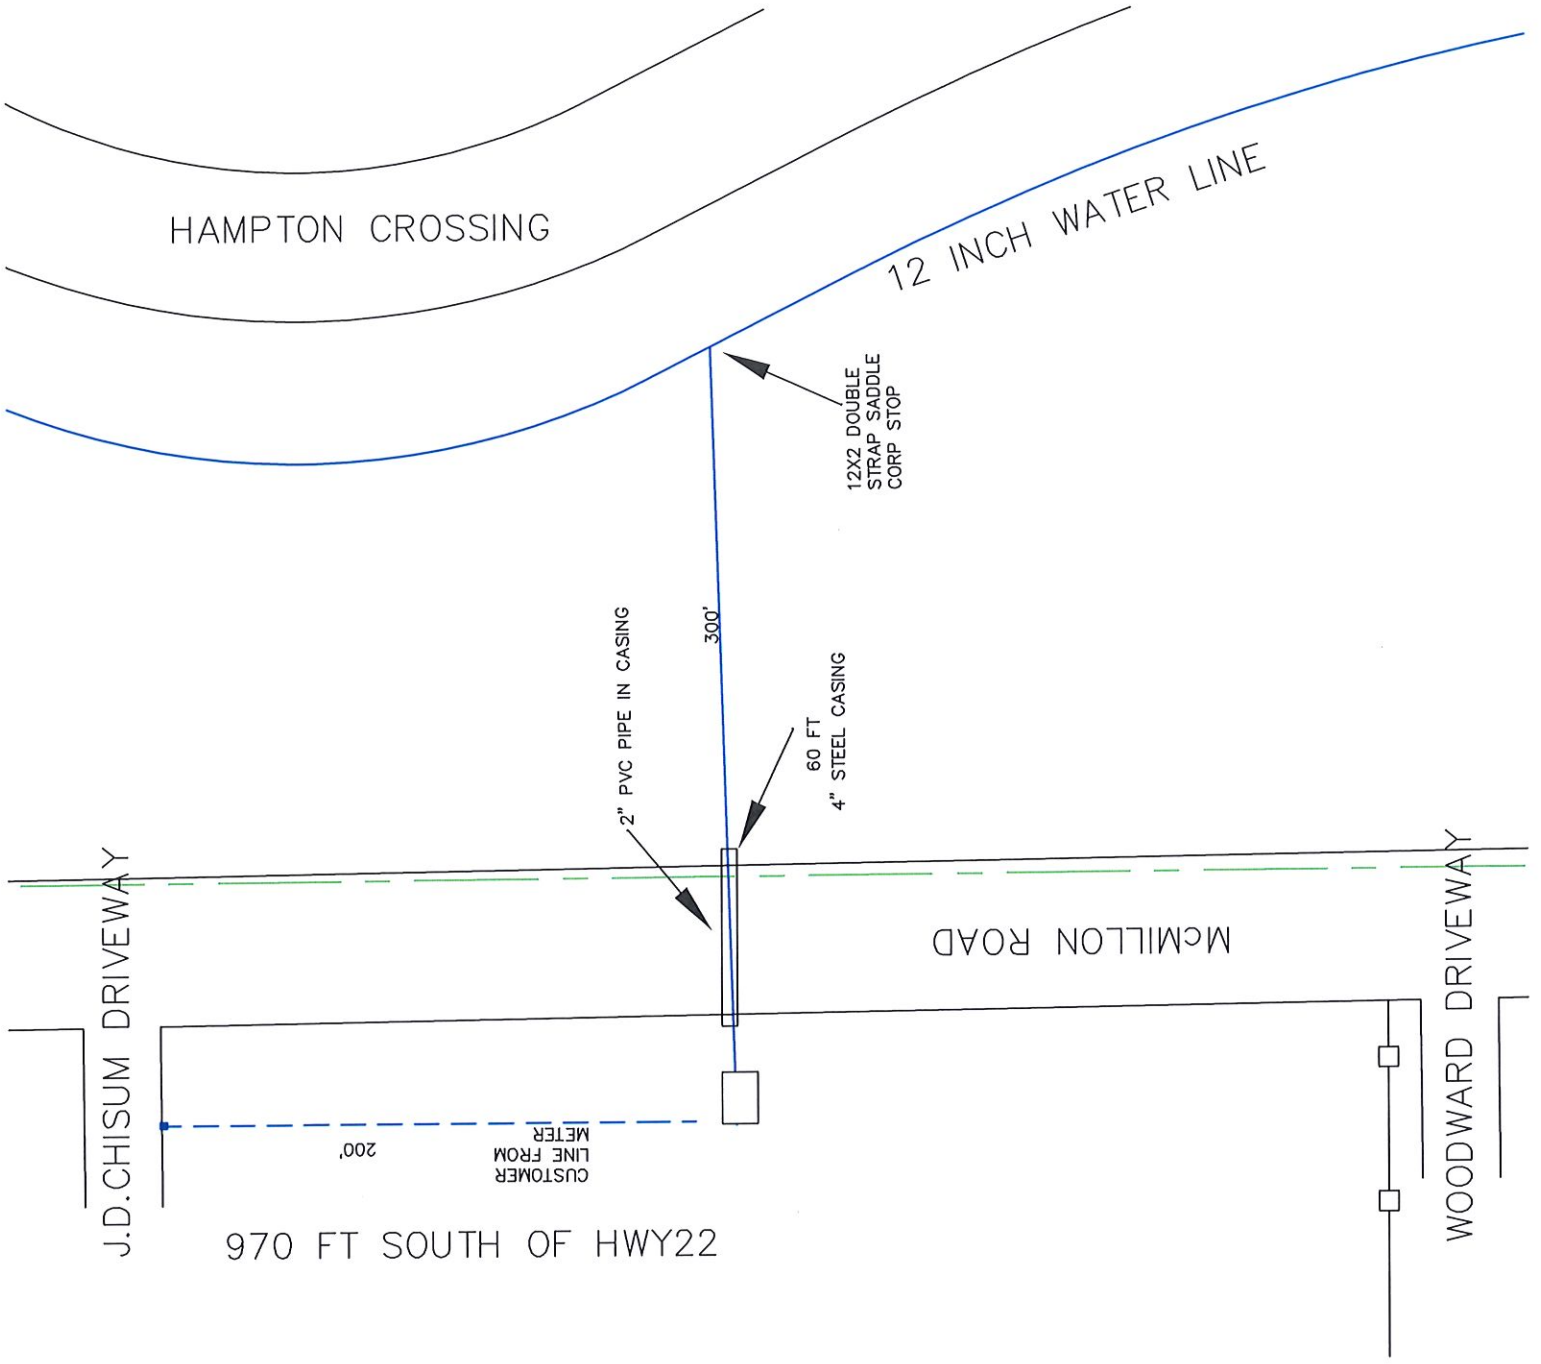 HAMPTON CROSSING
12 INCH WATER LINE
12X2 DOUBLE
STRAP SADDLE
CORP STOP
300'
2" PVC PIPE IN CASING
60 FT
4" STEEL CASING
J.D.CHISUM DRIVEWAY
McMILLON ROAD
WOODWARD DRIVEWAY
200'
CUSTOMER
LINE FROM
METER
970 FT SOUTH OF HWY22